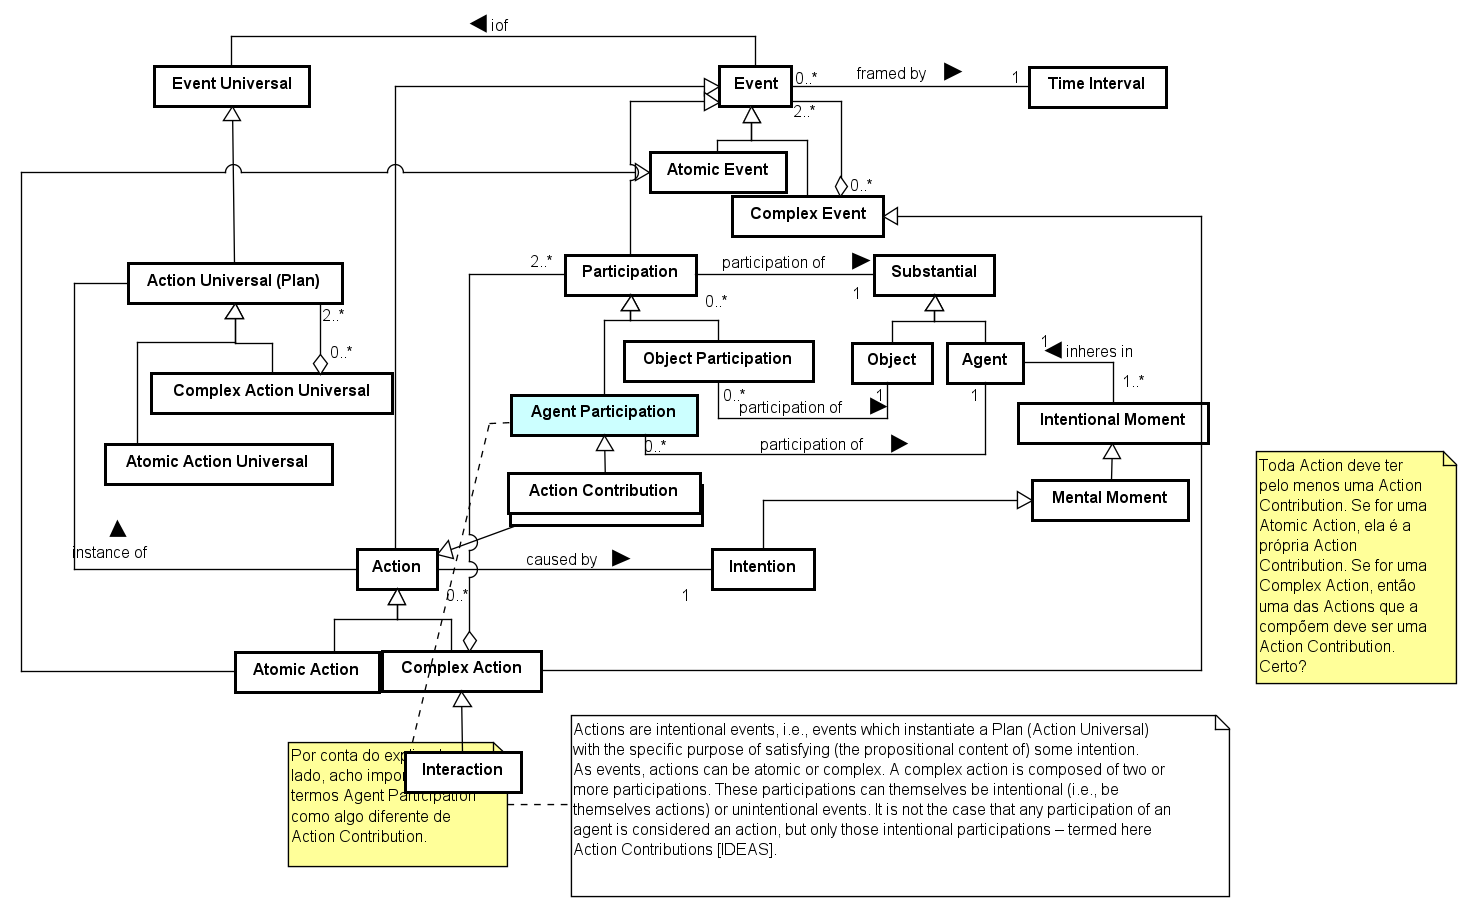 iof
Event Universal
Event
0..*
framed by
1
Time Interval
2..*
Atomic Event
0..*
Complex Event
Action Universal (Plan)
2..*
Participation
participation of
Substantial
1
0..*
2..*
0..*
Object Participation
Object
Agent
1
inheres in
Complex Action Universal
0..*
participation of
1
1
1..*
Agent Participation
Intentional Moment
0..*
participation of
Atomic Action Universal
Action Contribution
Mental Moment
instance of
Action
caused by
Intention
0..*
1
Atomic Action
Complex Action
Interaction
Toda Action deve ter
pelo menos uma Action
Contribution. Se for uma
Atomic Action, ela é a
própria Action
Contribution. Se for uma
Complex Action, então
uma das Actions que a
compõem deve ser uma
Action Contribution.
Certo?
Por conta do
lado, acho
termos Agent Participation
como algo diferente de
Action Contribution.
Actions are intentional events, i.e., events which instantiate a Plan (Action Universal)
with the specific purpose of satisfying (the propositional content of) some intention.
As events, actions can be atomic or complex. A complex action is composed of two or
more participations. These participations can themselves be intentional (i.e., be
themselves actions) or unintentional events. It is not the case that any participation of an
agent is considered an action, but only those intentional participations – termed here
Action Contributions [IDEAS].